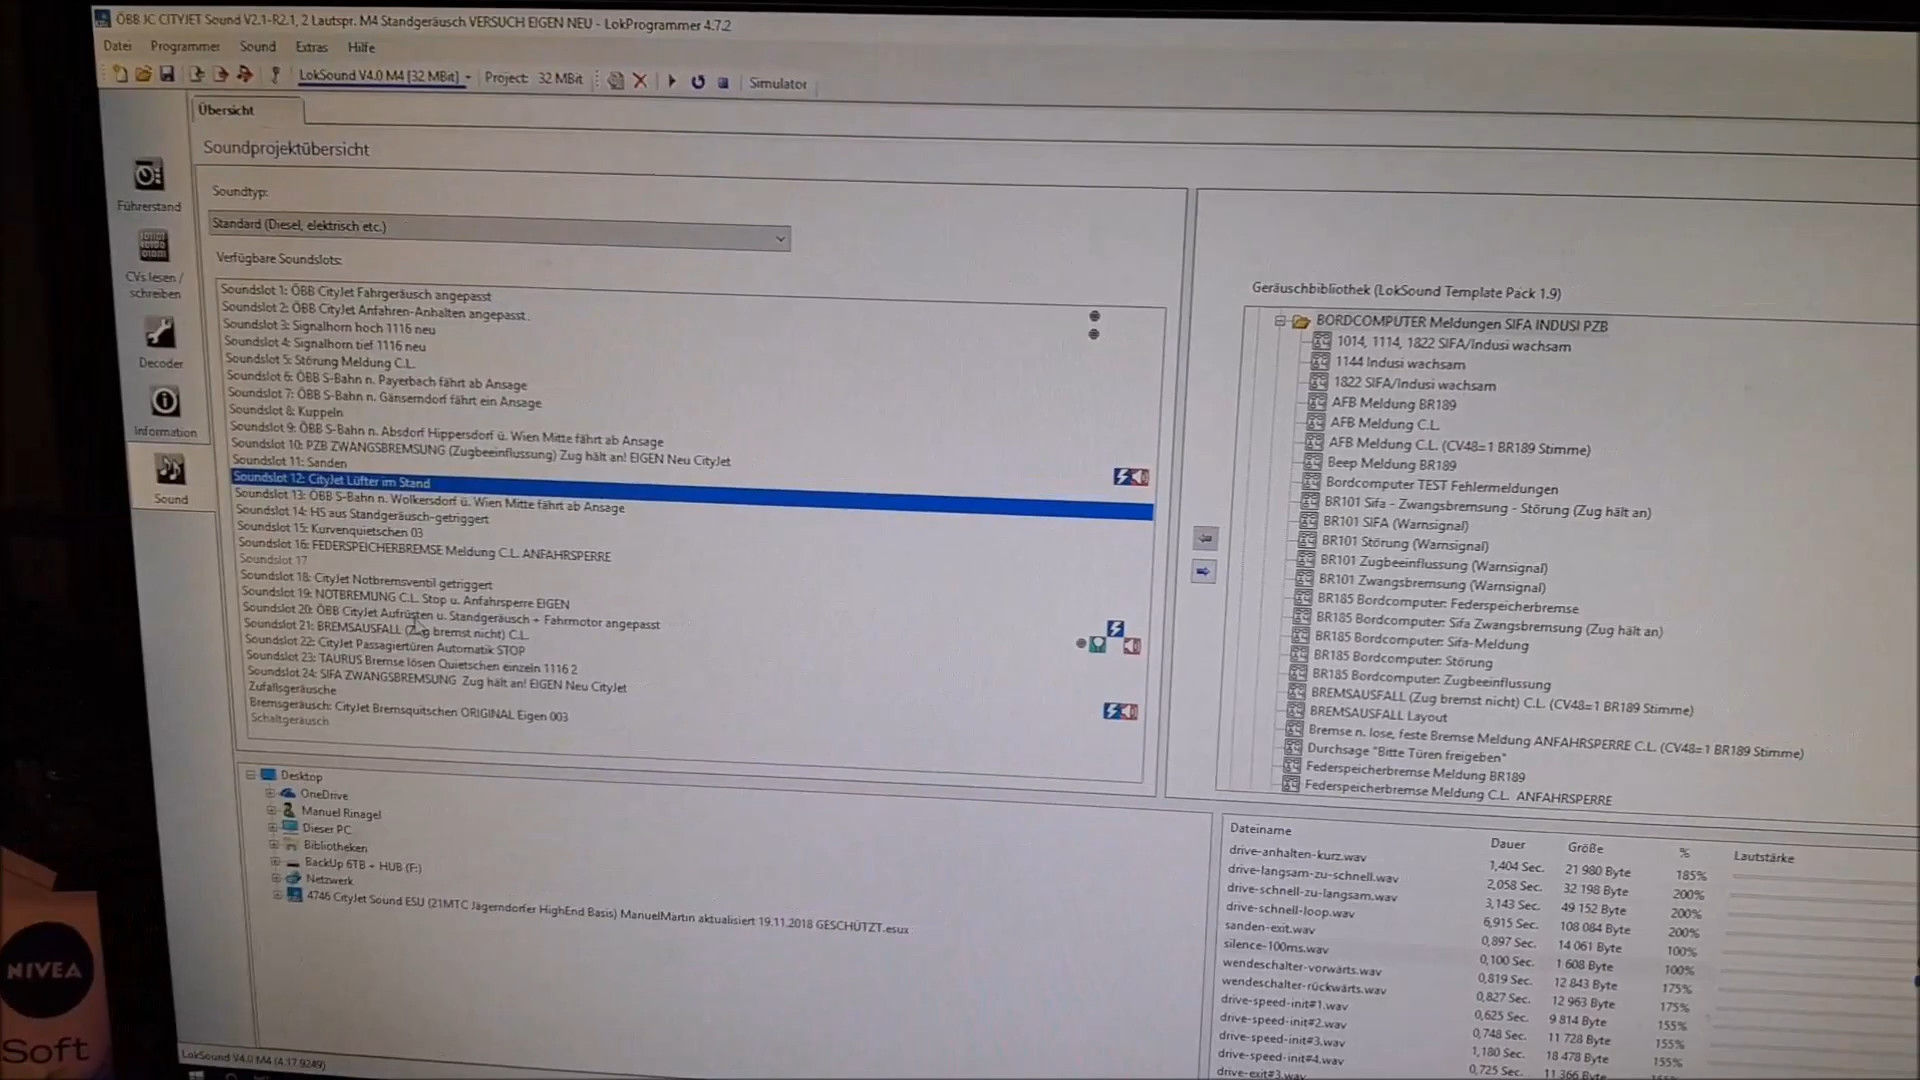 ÖBB JC CITYJET Sound V2.1-R2.1, 2 Lautspr. M4 Standgeräusch VERSUCH EIGEN NEU - LokProgrammer 4.7.2
Datei Programmer Sound Extras Hilfe
LokSound V4.0 M4 [32 MBit] Project: 32 MBit Simulator
Übersicht
Soundprojektübersicht
Führerstand
CVs lesen /
schreiben
Decoder
Information
Sound
Soundtyp:
Standard (Diesel, elektrisch etc.)
Verfügbare Soundslots:
Soundslot 1: ÖBB CityJet Fahrgeräusch angepasst
Soundslot 2: ÖBB CityJet Anfahren-Anhalten angepasst.
Soundslot 3: Signalhorn hoch 1116 neu
Soundslot 4: Signalhorn tief 1116 neu
Soundslot 5: Störung Meldung C.L.
Soundslot 6: ÖBB S-Bahn n. Payerbach fährt ab Ansage
Soundslot 7: ÖBB S-Bahn n. Gänserndorf fährt ein Ansage
Soundslot 8: Kuppeln
Soundslot 9: ÖBB S-Bahn n. Absdorf Hippersdorf ü. Wien Mitte fährt ab Ansage
Soundslot 10: PZB ZWANGSBREMSUNG (Zugbeeinflussung) Zug hält an! EIGEN Neu CityJet
Soundslot 11: Sanden
Soundslot 12: CityJet Lüfter im Stand
Soundslot 13: ÖBB S-Bahn n. Wolkersdorf ü. Wien Mitte fährt ab Ansage
Soundslot 14: HS aus Standgeräusch-getriggert
Soundslot 15: Kurvenquietschen 03
Soundslot 16: FEDERSPEICHERBREMSE Meldung C.L. ANFAHRSPERRE
Soundslot 17
Soundslot 18: CityJet Notbremsventil getriggert
Soundslot 19: NOTBREMUNG C.L. Stop u. Anfahrsperre EIGEN
Soundslot 20: ÖBB CityJet Aufrüsten u. Standgeräusch + Fahrmotor angepasst
Soundslot 21: BREMSAUSFALL (Zug bremst nicht) C.L.
Soundslot 22: CityJet Passagiertüren Automatik STOP
Soundslot 23: TAURUS Bremse lösen Quietschen einzeln 1116 2
Soundslot 24: SIFA ZWANGSBREMSUNG Zug hält an! EIGEN Neu CityJet
Zufallsgeräusche
Bremsgeräusch: CityJet Bremsquitschen ORIGINAL Eigen 003
Schaltgeräusch
Desktop
OneDrive
Manuel Rinagel
Dieser PC
Bibliotheken
BackUp 6TB + HUB (F:)
Netzwerk
4746 CityJet Sound ESU (21MTC Jägerndorfer HighEnd Basis) ManuelMartin aktualisiert 19.11.2018 GESCHÜTZT.esux
LokSound V4.0 M4 (4.17.9249)
Geräuschbibliothek (LokSound Template Pack 1.9)
BORDCOMPUTER Meldungen SIFA INDUSI PZB
1014, 1114, 1822 SIFA/Indusi wachsam
1144 Indusi wachsam
1822 SIFA/Indusi wachsam
AFB Meldung BR189
AFB Meldung C.L.
AFB Meldung C.L. (CV48=1 BR189 Stimme)
Beep Meldung BR189
Bordcomputer TEST Fehlermeldungen
BR101 Sifa - Zwangsbremsung - Störung (Zug hält an)
BR101 SIFA (Warnsignal)
BR101 Störung (Warnsignal)
BR101 Zugbeeinflussung (Warnsignal)
BR101 Zwangsbremsung (Warnsignal)
BR185 Bordcomputer: Federspeicherbremse
BR185 Bordcomputer: Sifa Zwangsbremsung (Zug hält an)
BR185 Bordcomputer: Sifa-Meldung
BR185 Bordcomputer: Störung
BR185 Bordcomputer: Zugbeeinflussung
BREMSAUSFALL (Zug bremst nicht) C.L. (CV48=1 BR189 Stimme)
BREMSAUSFALL Layout
Bremse n. lose, feste Bremse Meldung ANFAHRSPERRE C.L. (CV48=1 BR189 Stimme)
Durchsage "Bitte Türen freigeben"
Federspeicherbremse Meldung BR189
Federspeicherbremse Meldung C.L. ANFAHRSPERRE
Dateiname Dauer Größe % Lautstärke
drive-anhalten-kurz.wav 1,404 Sec. 21 980 Byte 185%
drive-langsam-zu-schnell.wav 2,058 Sec. 32 198 Byte 200%
drive-schnell-zu-langsam.wav 3,143 Sec. 49 152 Byte 200%
drive-schnell-loop.wav 6,915 Sec. 108 084 Byte 200%
sanden-exit.wav 0,897 Sec. 14 061 Byte 100%
silence-100ms.wav 0,100 Sec. 1 608 Byte 100%
wendeschalter-vorwärts.wav 0,819 Sec. 12 843 Byte 175%
wendeschalter-rückwärts.wav 0,827 Sec. 12 963 Byte 175%
drive-speed-init#1.wav 0,625 Sec. 9 814 Byte 155%
drive-speed-init#2.wav 0,748 Sec. 11 728 Byte 155%
drive-speed-init#3.wav 1,180 Sec. 18 478 Byte 155%
drive-speed-init#4.wav 0,725 Sec. 11 366 Byte
drive-exit#3.wav
NIVEA
Soft